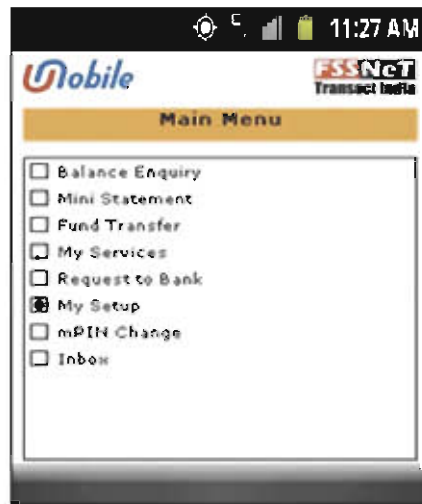 11:27 AM
UMobile
FSSNeT
Transact India
Main Menu
Balance Enquiry
Mini Statement
Fund Transfer
My Services
Request to Bank
My Setup
mPIN Change
Inbox